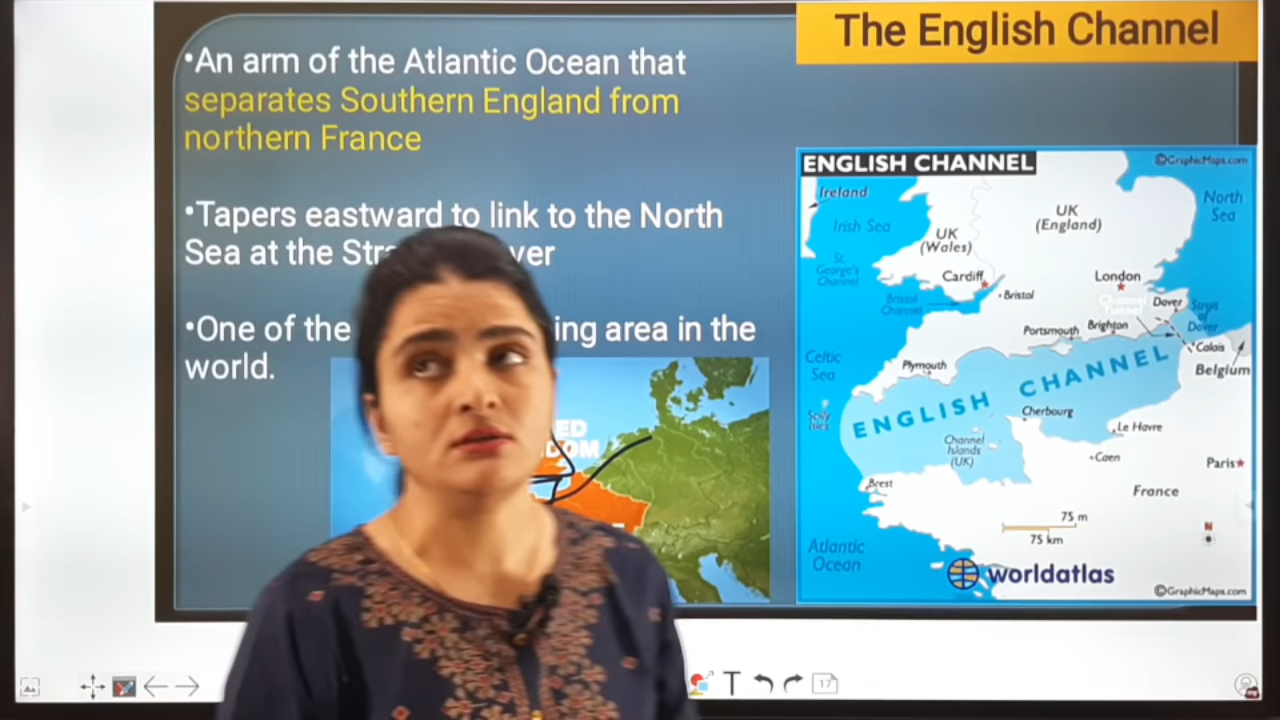 The English Channel
•An arm of the Atlantic Ocean that
separates Southern England from
northern France
•Tapers eastward to link to the North
Sea at the
•One of the area in the
world.
ENGLISH CHANNEL
©GraphicMaps.com
Ireland
North
Sea
Irish Sea
UK
(England)
UK
(Wales)
St.
George's
Channel
Cardiff
London
Bristol
Bristol
Channel
Channel
Tunnel
Dover
Strait
Dover
Portsmouth
Brighton
Calais
Celtic
Sea
Plymouth
Belgium
ENGLISH CHANNEL
Scilly
Isles
Cherbourg
Le Havre
Channel
Islands
(UK)
Caen
Paris
Brest
France
75 m
75 km
N
Atlantic
Ocean
worldatlas
©GraphicMaps.com
T
17